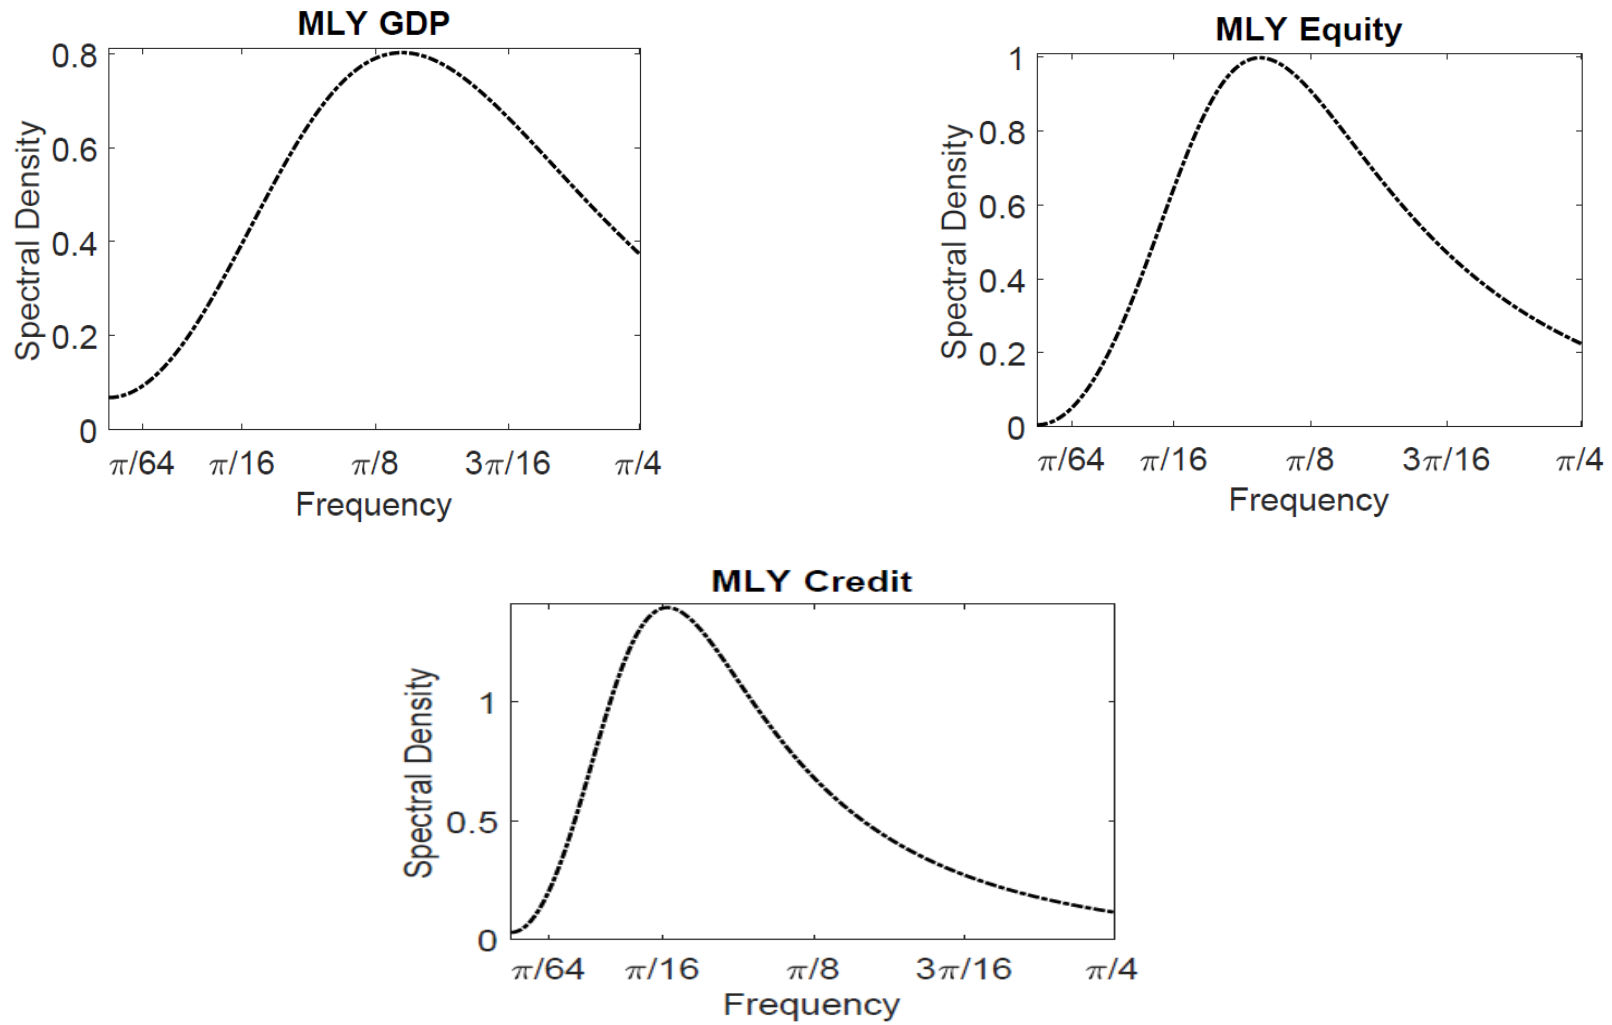 MLY GDP
Spectral Density
0.8
0.6
0.4
0.2
0
π/64 π/16 π/8 3π/16 π/4
Frequency
MLY Equity
Spectral Density
1
0.8
0.6
0.4
0.2
0
π/64 π/16 π/8 3π/16 π/4
Frequency
MLY Credit
Spectral Density
1
0.5
0
π/64 π/16 π/8 3π/16 π/4
Frequency